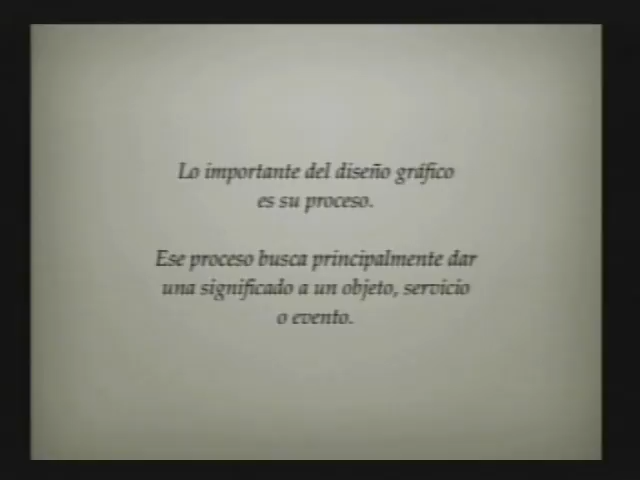 Lo importante del diseño gráfico
es su proceso.
Ese proceso busca principalmente dar
una significado a un objeto, servicio
o evento.